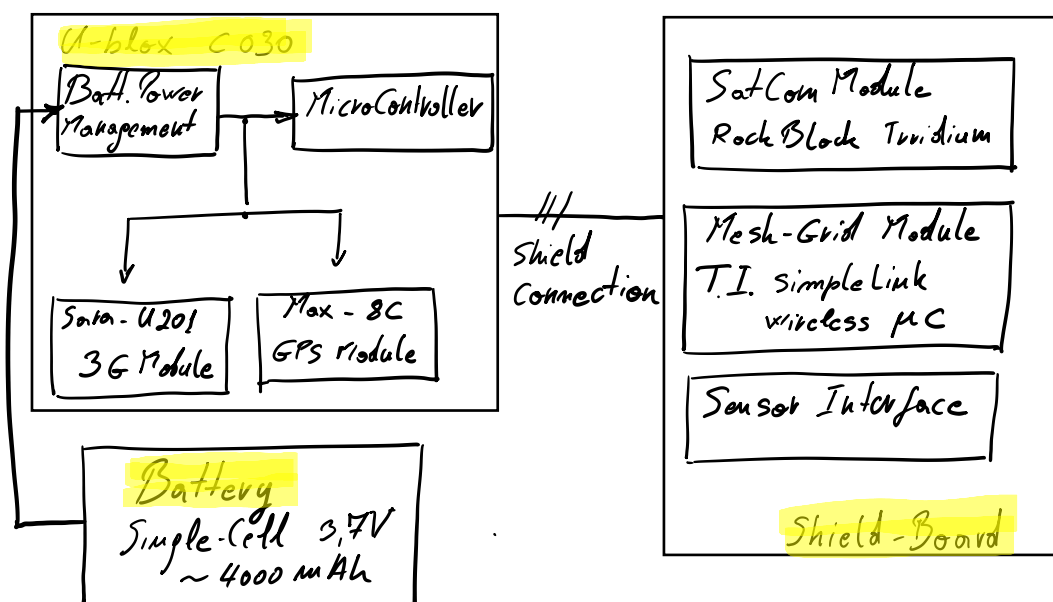 U-blox C030
Batt. Power
Management
MicroController
Sara-U201
3G Module
Max-8C
GPS Module
Battery
Single-Cell 3,7V
~ 4000 mAh
Shield
Connection
SatCom Module
RockBlock Irridium
Mesh-Grid Module
T.I. SimpleLink
wireless µC
Sensor Interface
Shield-Board